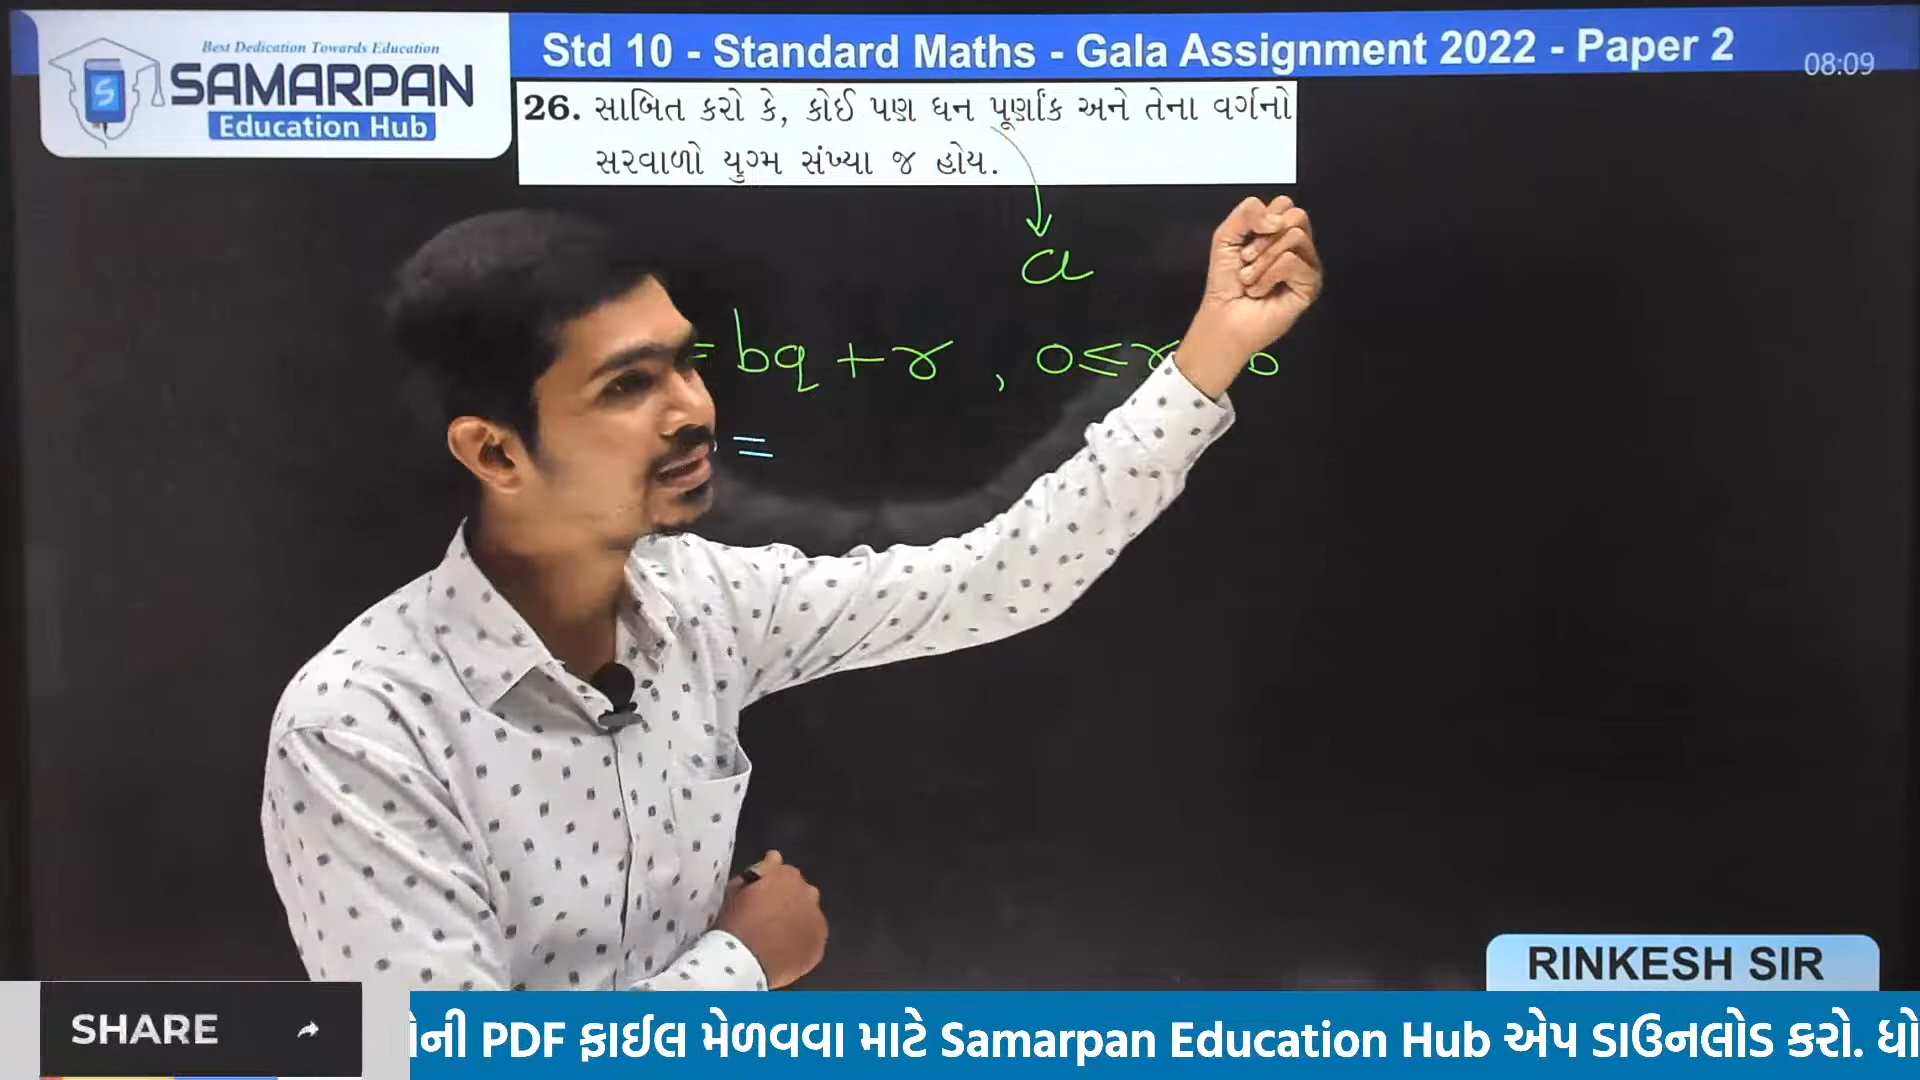 Best Dedication Towards Education
SAMARPAN
Education Hub
Std 10 - Standard Maths - Gala Assignment 2022 - Paper 2
08:09
26. સાબિત કરો કે, કોઈ પણ ધન પૂર્ણાંક અને તેના વર્ગનો
સરવાળો યુગ્મ સંખ્યા જ હોય.
a
= bq + r , 0 ≤ r b
=
RINKESH SIR
SHARE
ની PDF ફાઈલ મેળવવા માટે Samarpan Education Hub એપ ડાઉનલોડ કરો. ધો